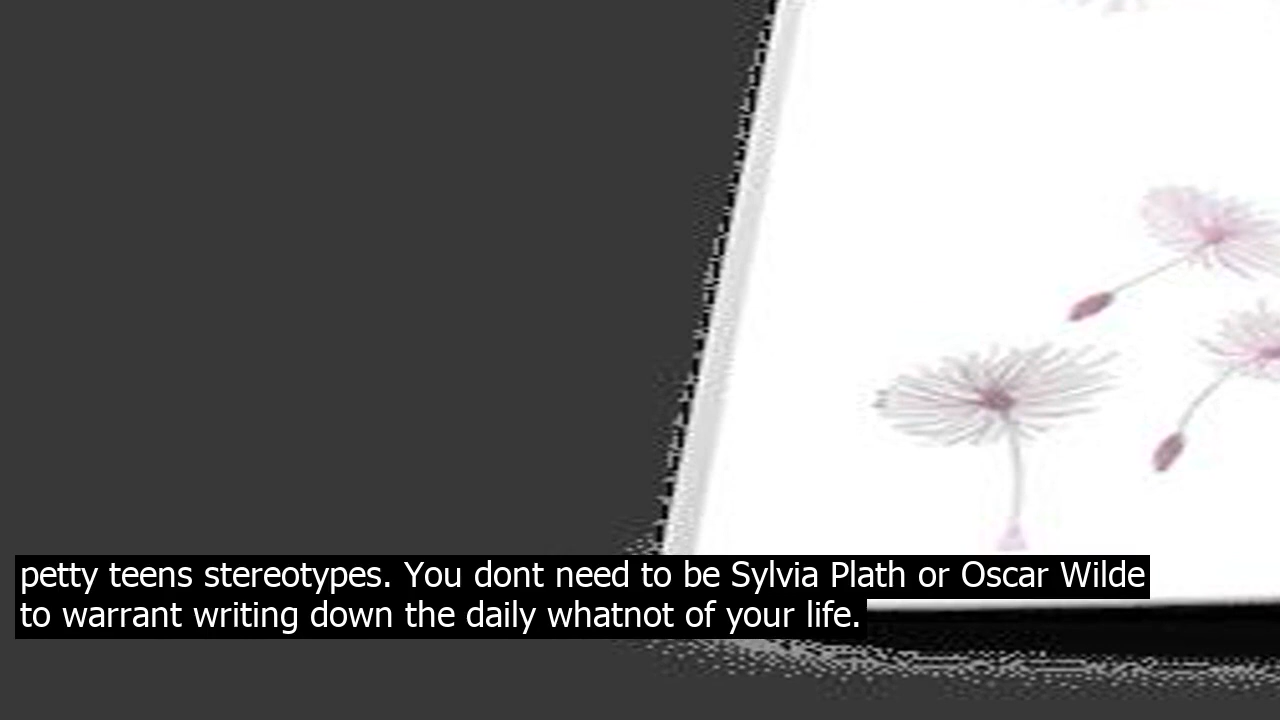 petty teens stereotypes. You dont need to be Sylvia Plath or Oscar Wilde
to warrant writing down the daily whatnot of your life.